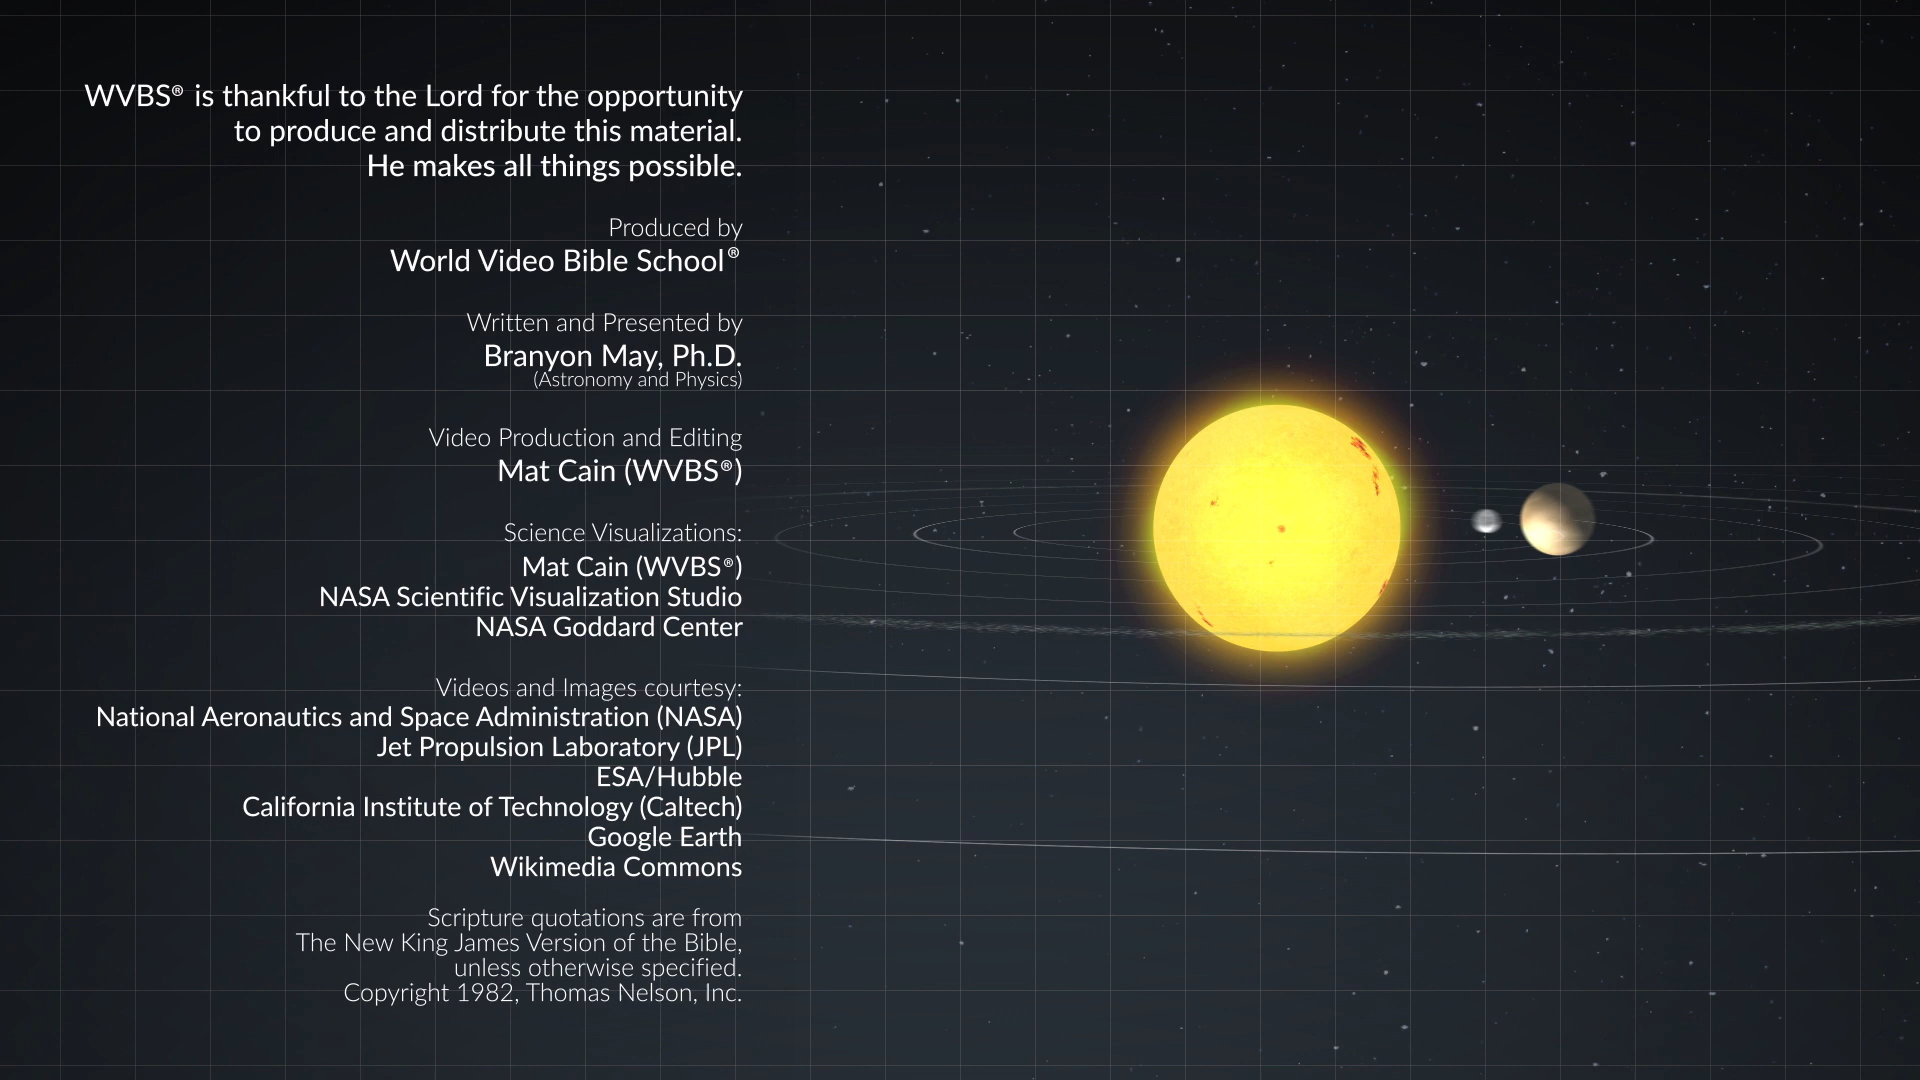 WVBS® is thankful to the Lord for the opportunity
to produce and distribute this material.
He makes all things possible.
Produced by
World Video Bible School®
Written and Presented by
Branyon May, Ph.D.
(Astronomy and Physics)
Video Production and Editing
Mat Cain (WVBS®)
Science Visualizations:
Mat Cain (WVBS®)
NASA Scientific Visualization Studio
NASA Goddard Center
Videos and Images courtesy:
National Aeronautics and Space Administration (NASA)
Jet Propulsion Laboratory (JPL)
ESA/Hubble
California Institute of Technology (Caltech)
Google Earth
Wikimedia Commons
Scripture quotations are from
The New King James Version of the Bible,
unless otherwise specified.
Copyright 1982, Thomas Nelson, Inc.